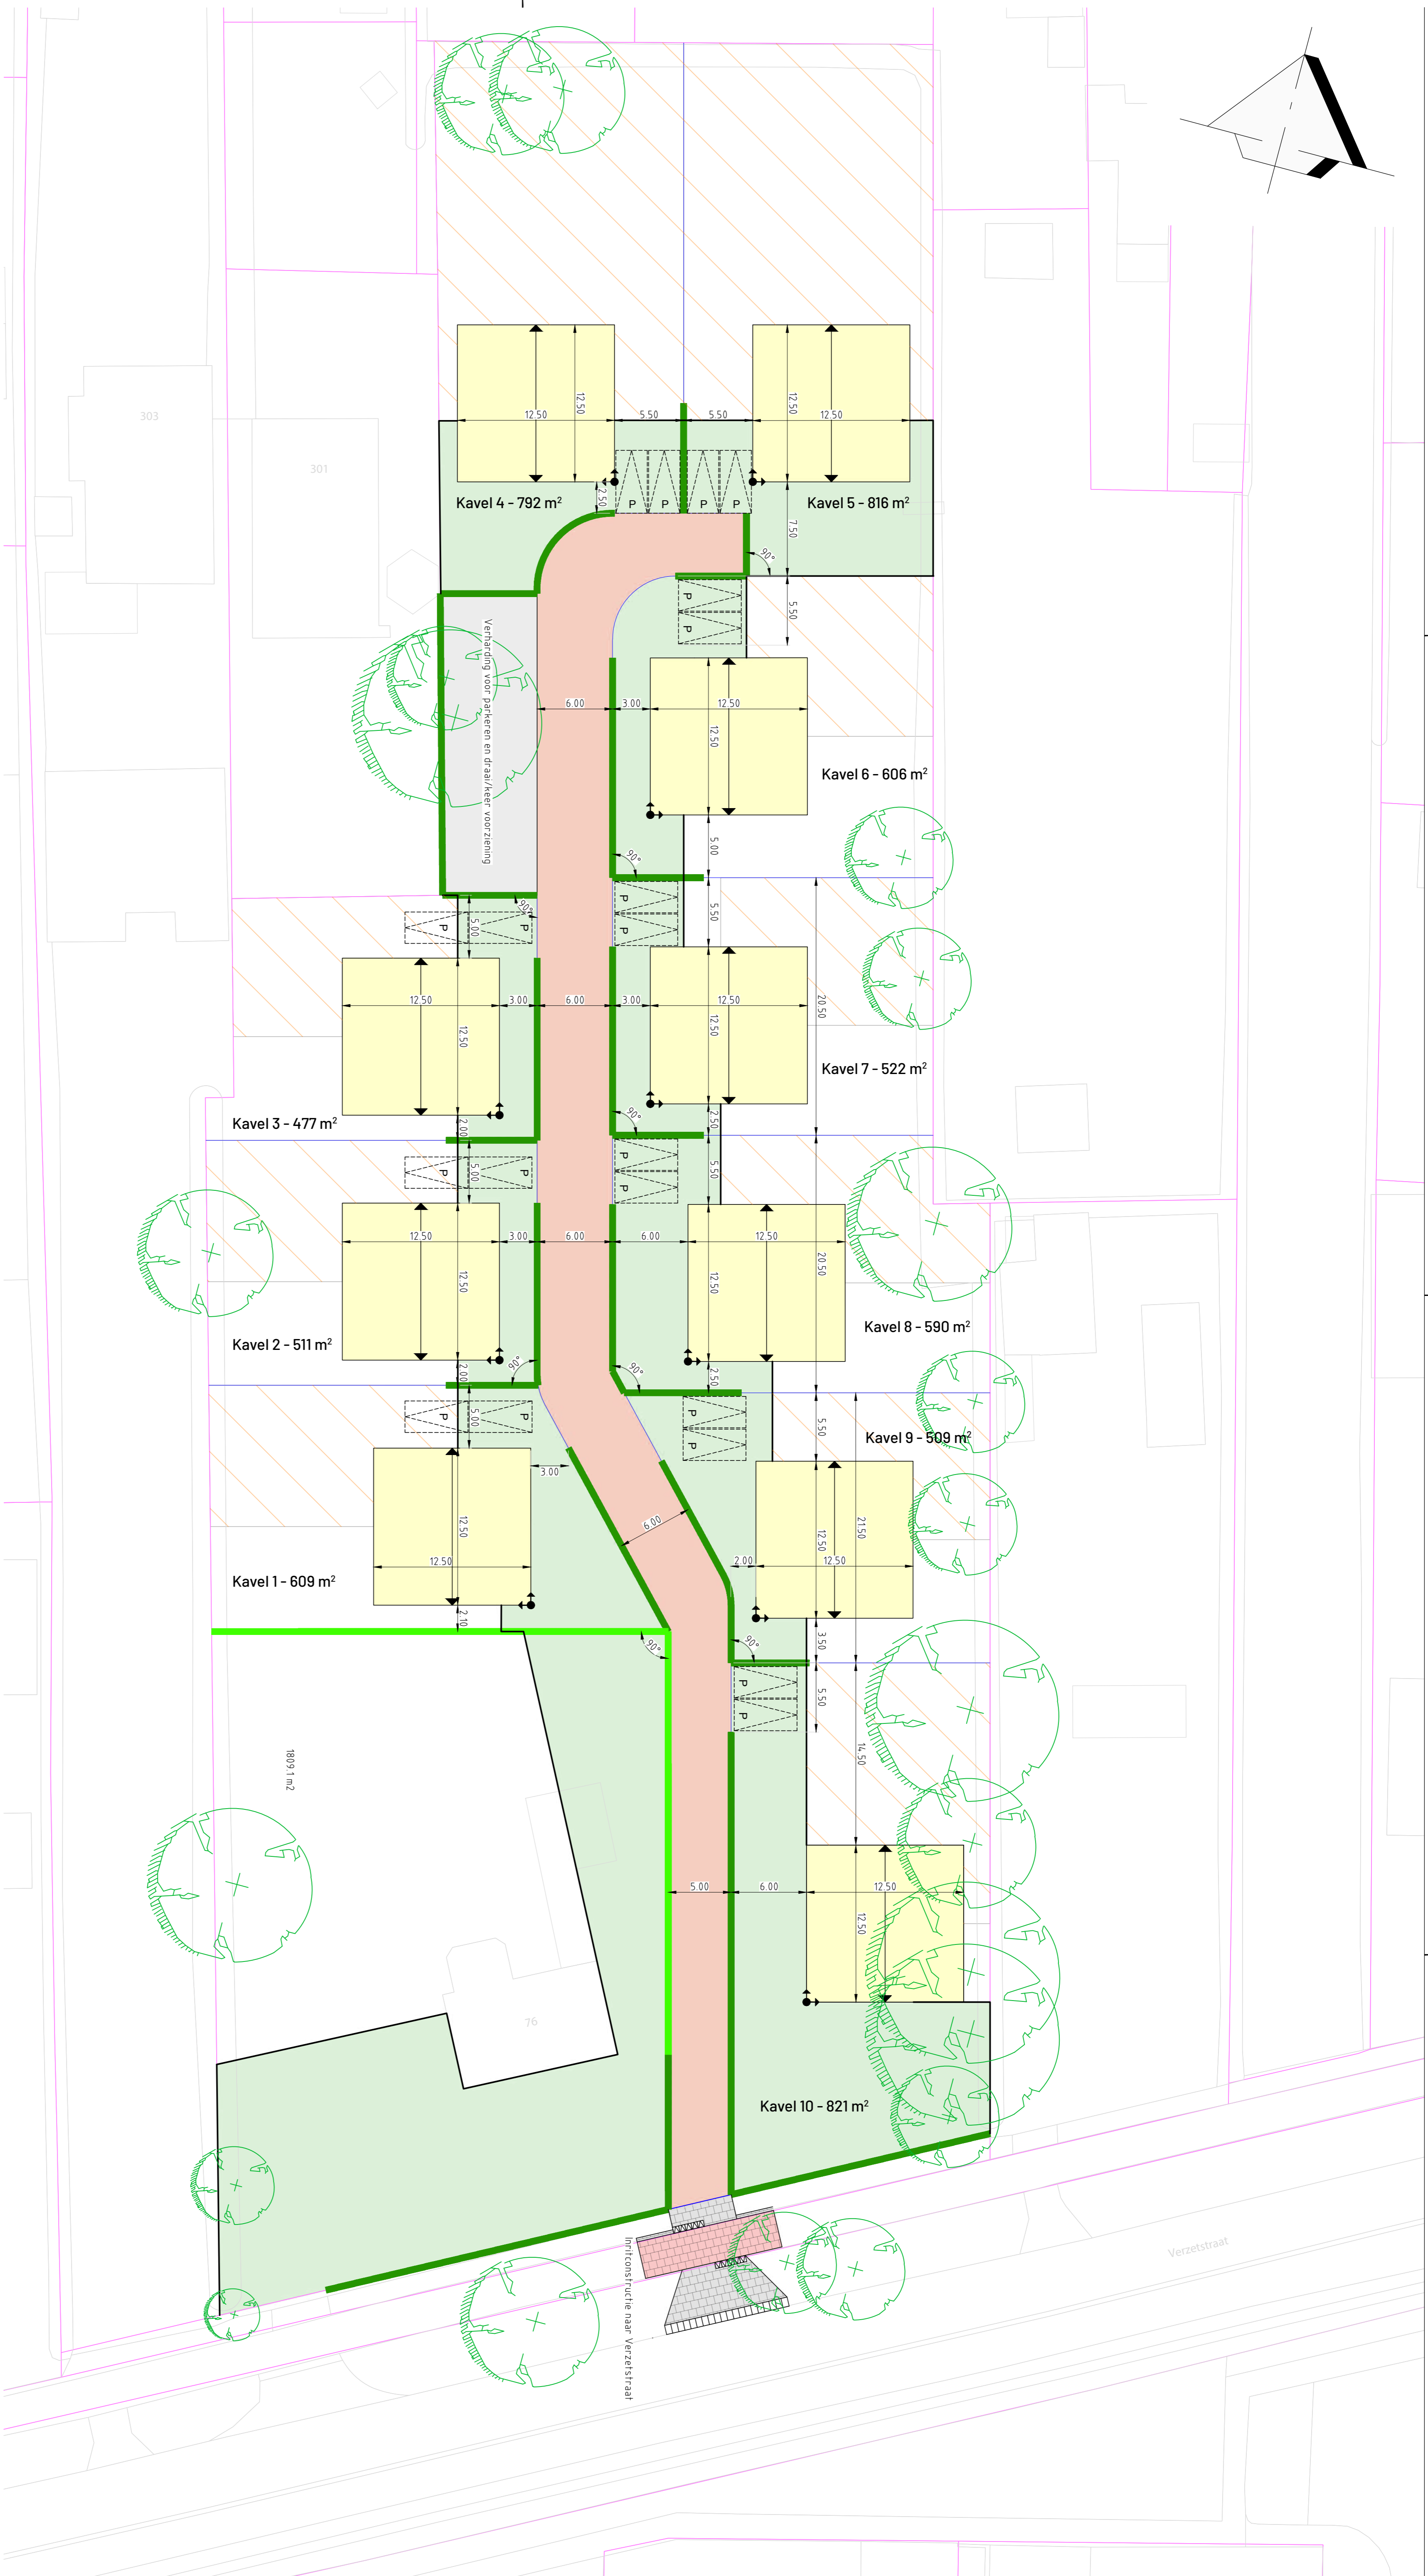 303
301
12.50
12.50
5.50
5.50
12.50
12.50
Kavel 4 - 792 m²
2.50
P
P
P
P
Kavel 5 - 816 m²
7.50
90°
5.50
P
P
Verharding voor parkeren en draai/keer voorziening
6.00
3.00
12.50
12.50
Kavel 6 - 606 m²
5.00
90°
90°
5.00
P
P
P
P
5.50
12.50
3.00
6.00
3.00
12.50
12.50
12.50
20.50
Kavel 7 - 522 m²
Kavel 3 - 477 m²
2.00
90°
2.50
5.00
P
P
P
P
5.50
12.50
3.00
6.00
6.00
12.50
12.50
12.50
20.50
Kavel 8 - 590 m²
Kavel 2 - 511 m²
2.00
90°
90°
2.50
5.00
P
P
P
P
5.50
Kavel 9 - 509 m²
3.00
6.00
12.50
12.50
12.50
21.50
2.00
12.50
Kavel 1 - 609 m²
2.10
90°
90°
3.50
P
P
5.50
14.50
1809.1 m2
5.00
6.00
12.50
12.50
76
Kavel 10 - 821 m²
Inritconstructie naar Verzetstraat
Verzetstraat